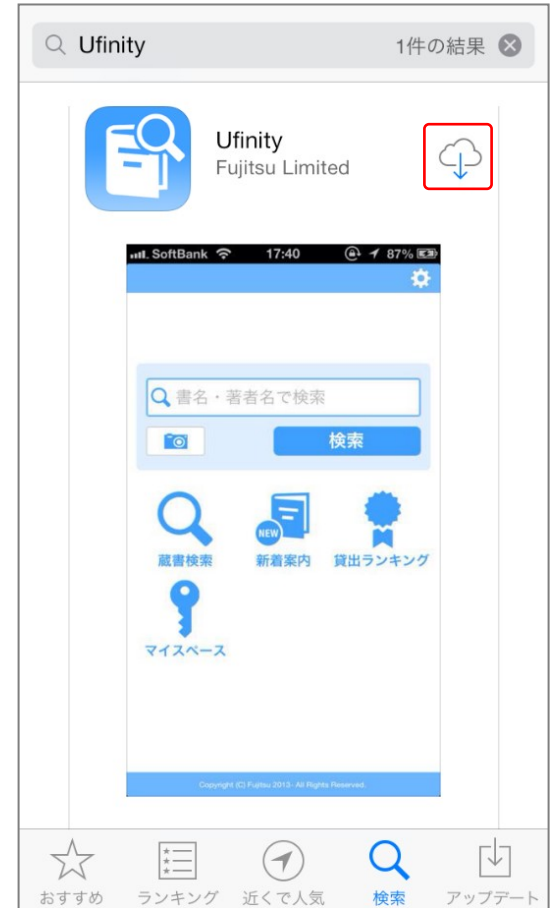 Ufinity 1件の結果
Ufinity
Fujitsu Limited
SoftBank 17:40 87%
書名・著者名で検索
検索
蔵書検索 NEW 新着案内 貸出ランキング
マイスペース
Copyright (C) Fujitsu 2013- All Rights Reserved.
おすすめ ランキング 近くで人気 検索 アップデート